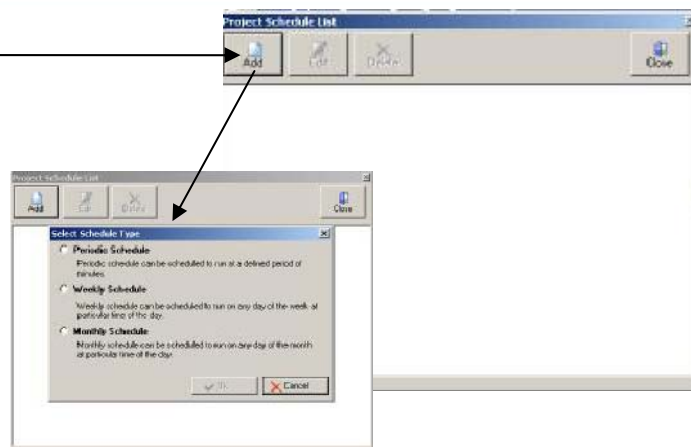 Project Schedule List
Add Edit Delete Close
Project Schedule List
Add Edit Delete Close
Select Schedule Type
Periodic Schedule
Periodic schedule can be scheduled to run at a defined period of
minutes.
Weekly Schedule
Weekly schedule can be scheduled to run on any day of the week at
particular time of the day.
Monthly Schedule
Monthly schedule can be scheduled to run on any day of the month
at particular time of the day.
Cancel